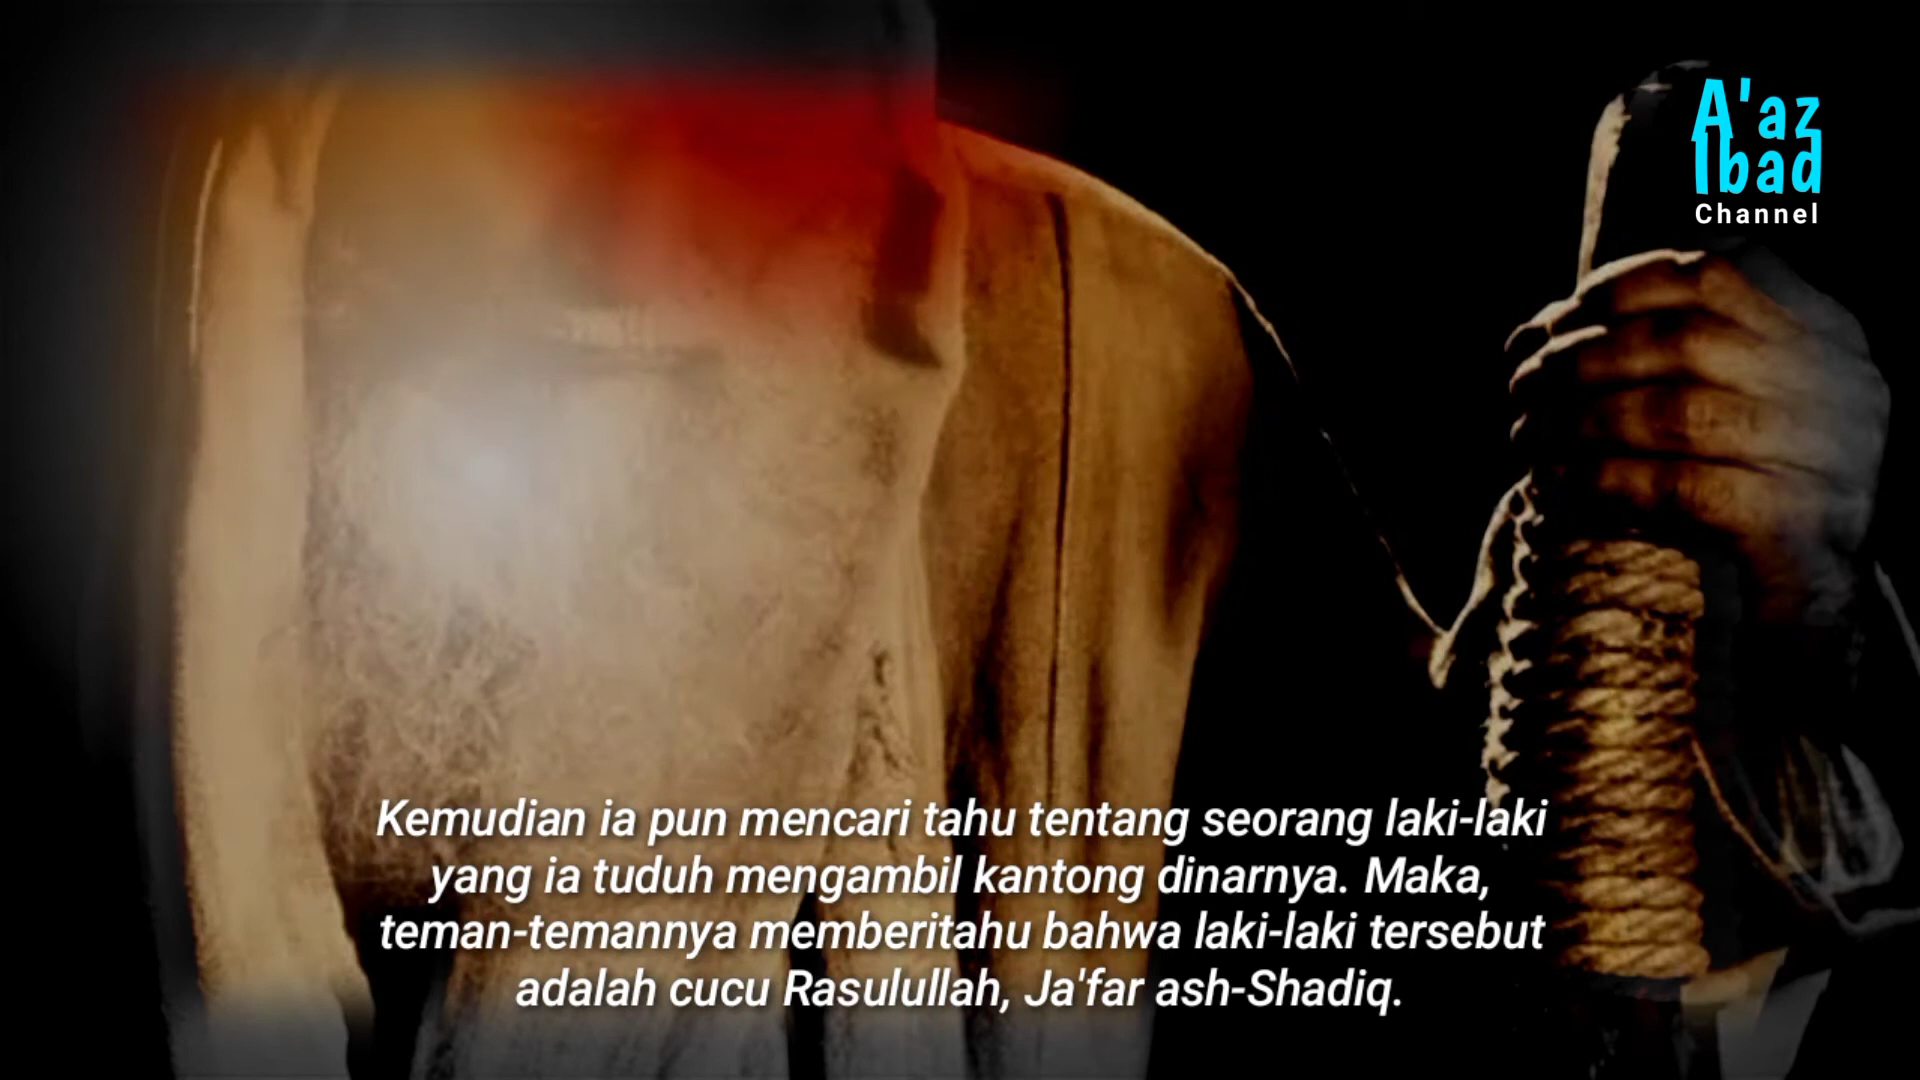 A'az
Ibad
Channel
Kemudian ia pun mencari tahu tentang seorang laki-laki
yang ia tuduh mengambil kantong dinarnya. Maka,
teman-temannya memberitahu bahwa laki-laki tersebut
adalah cucu Rasulullah, Ja'far ash-Shadiq.